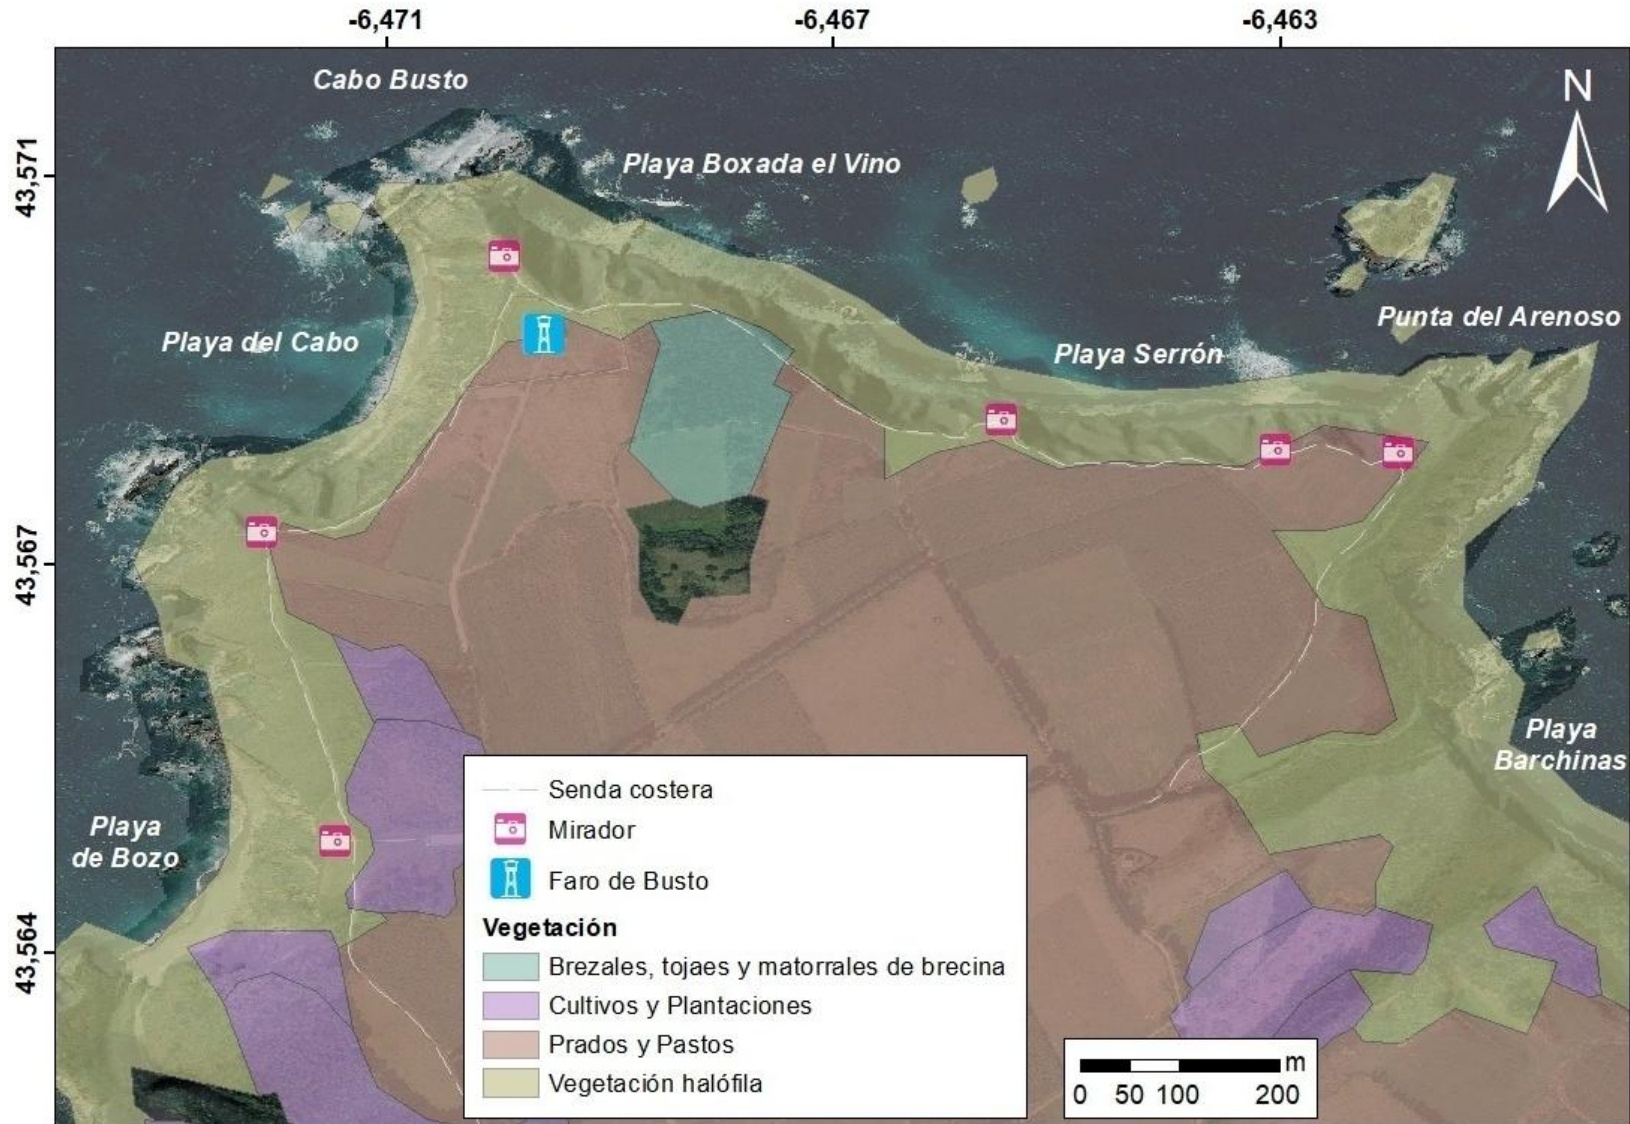 -6,471
-6,467
-6,463
Cabo Busto
N
Playa Boxada el Vino
43,571
Punta del Arenoso
Playa del Cabo
Playa Serrón
43,567
Playa
Barchinas
Playa
de Bozo
43,564
Senda costera
Mirador
Faro de Busto
Vegetación
Brezales, tojaes y matorrales de brecina
Cultivos y Plantaciones
Prados y Pastos
Vegetación halófila
m
0 50 100 200